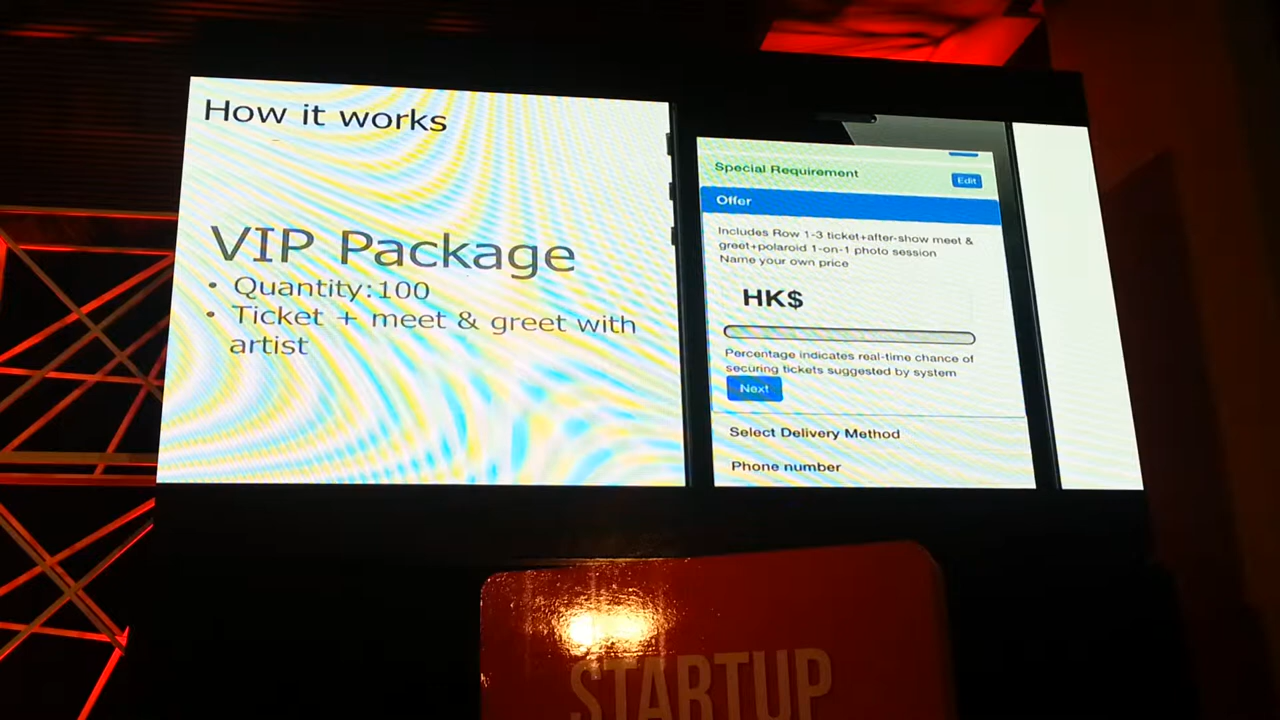 How it works
VIP Package
• Quantity:100
• Ticket + meet & greet with
artist
Special Requirement
Edit
Offer
Includes Row 1-3 ticket+after-show meet &
greet+polaroid 1-on-1 photo session
Name your own price
HK$
Percentage indicates real-time chance of
securing tickets suggested by system
Next
Select Delivery Method
Phone number
STARTUP